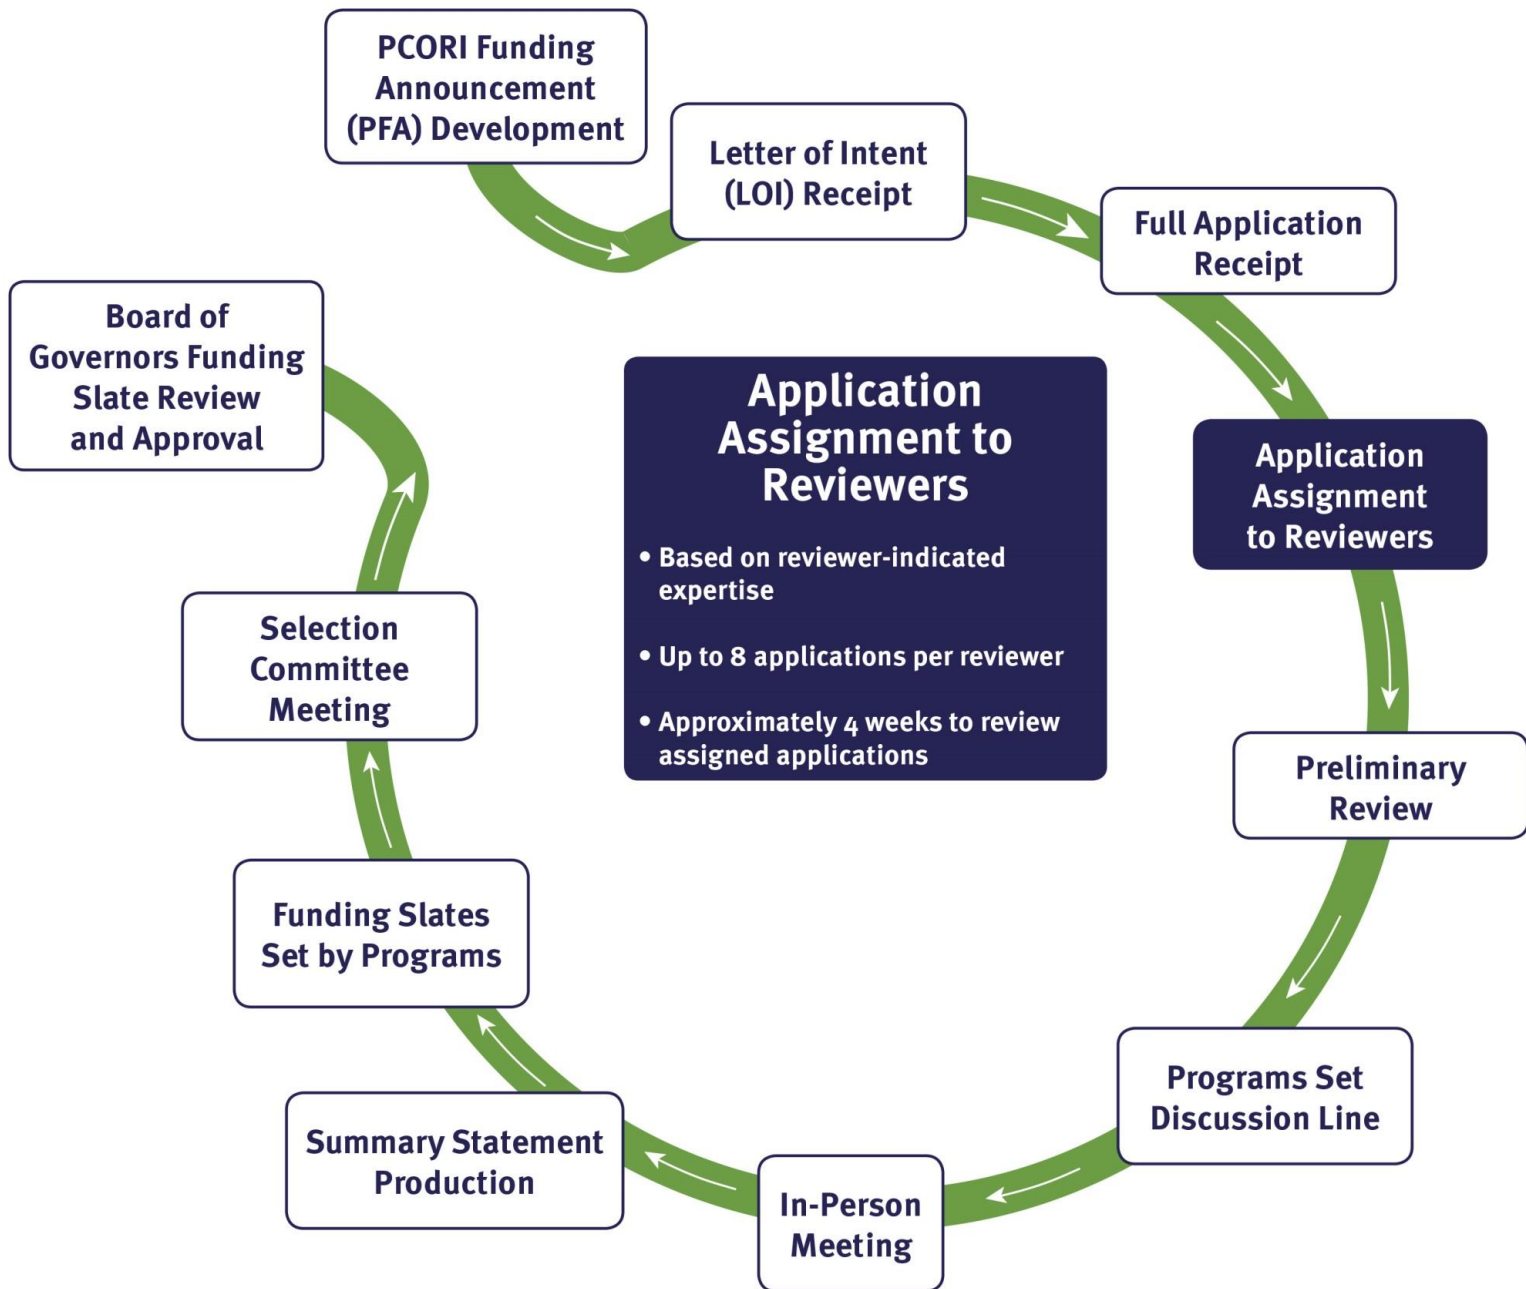 PCORI Funding
Announcement
(PFA) Development
Letter of Intent
(LOI) Receipt
Full Application
Receipt
Application
Assignment
to Reviewers
Preliminary
Review
Programs Set
Discussion Line
In-Person
Meeting
Summary Statement
Production
Funding Slates
Set by Programs
Selection
Committee
Meeting
Board of
Governors Funding
Slate Review
and Approval
Application
Assignment to
Reviewers
• Based on reviewer-indicated
expertise
• Up to 8 applications per reviewer
• Approximately 4 weeks to review
assigned applications